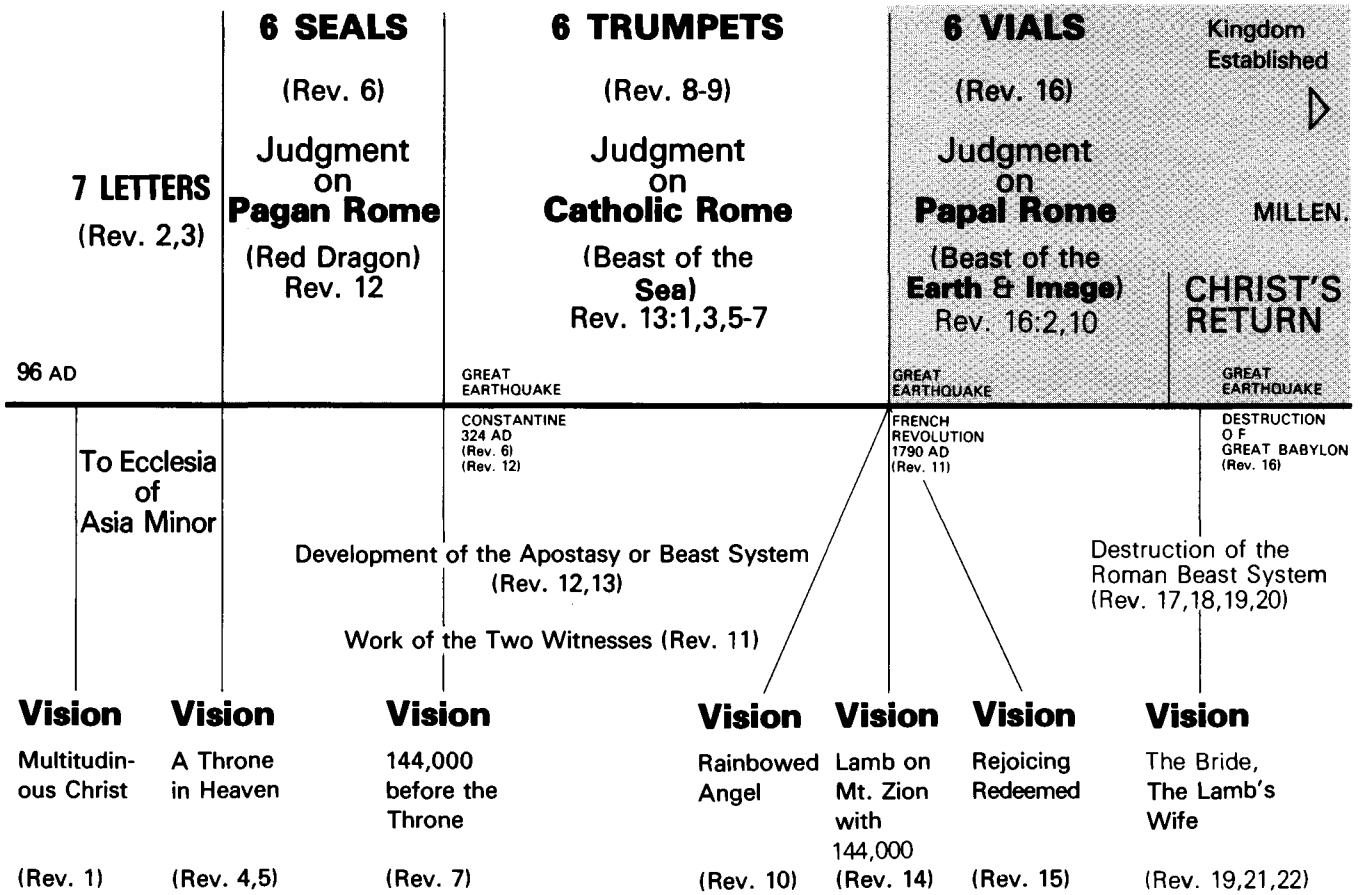 7 LETTERS
(Rev. 2,3)
96 AD
6 SEALS
(Rev. 6)
Judgment
on
Pagan Rome
(Red Dragon)
Rev. 12
6 TRUMPETS
(Rev. 8-9)
Judgment
on
Catholic Rome
(Beast of the
Sea)
Rev. 13:1,3,5-7
GREAT
EARTHQUAKE
6 VIALS
(Rev. 16)
Judgment
on
Papal Rome
(Beast of the
Earth & Image)
Rev. 16:2,10
GREAT
EARTHQUAKE
Kingdom
Established
MILLEN.
CHRIST'S
RETURN
GREAT
EARTHQUAKE
To Ecclesia
of
Asia Minor
CONSTANTINE
324 AD
(Rev. 6)
(Rev. 12)
FRENCH
REVOLUTION
1790 AD
(Rev. 11)
DESTRUCTION
OF
GREAT BABYLON
(Rev. 16)
Development of the Apostasy or Beast System
(Rev. 12,13)
Work of the Two Witnesses (Rev. 11)
Destruction of the
Roman Beast System
(Rev. 17,18,19,20)
Vision
Multitudin-
ous Christ
(Rev. 1)
Vision
A Throne
in Heaven
(Rev. 4,5)
Vision
144,000
before the
Throne
(Rev. 7)
Vision
Rainbowed
Angel
(Rev. 10)
Vision
Lamb on
Mt. Zion
with
144,000
(Rev. 14)
Vision
Rejoicing
Redeemed
(Rev. 15)
Vision
The Bride,
The Lamb's
Wife
(Rev. 19,21,22)